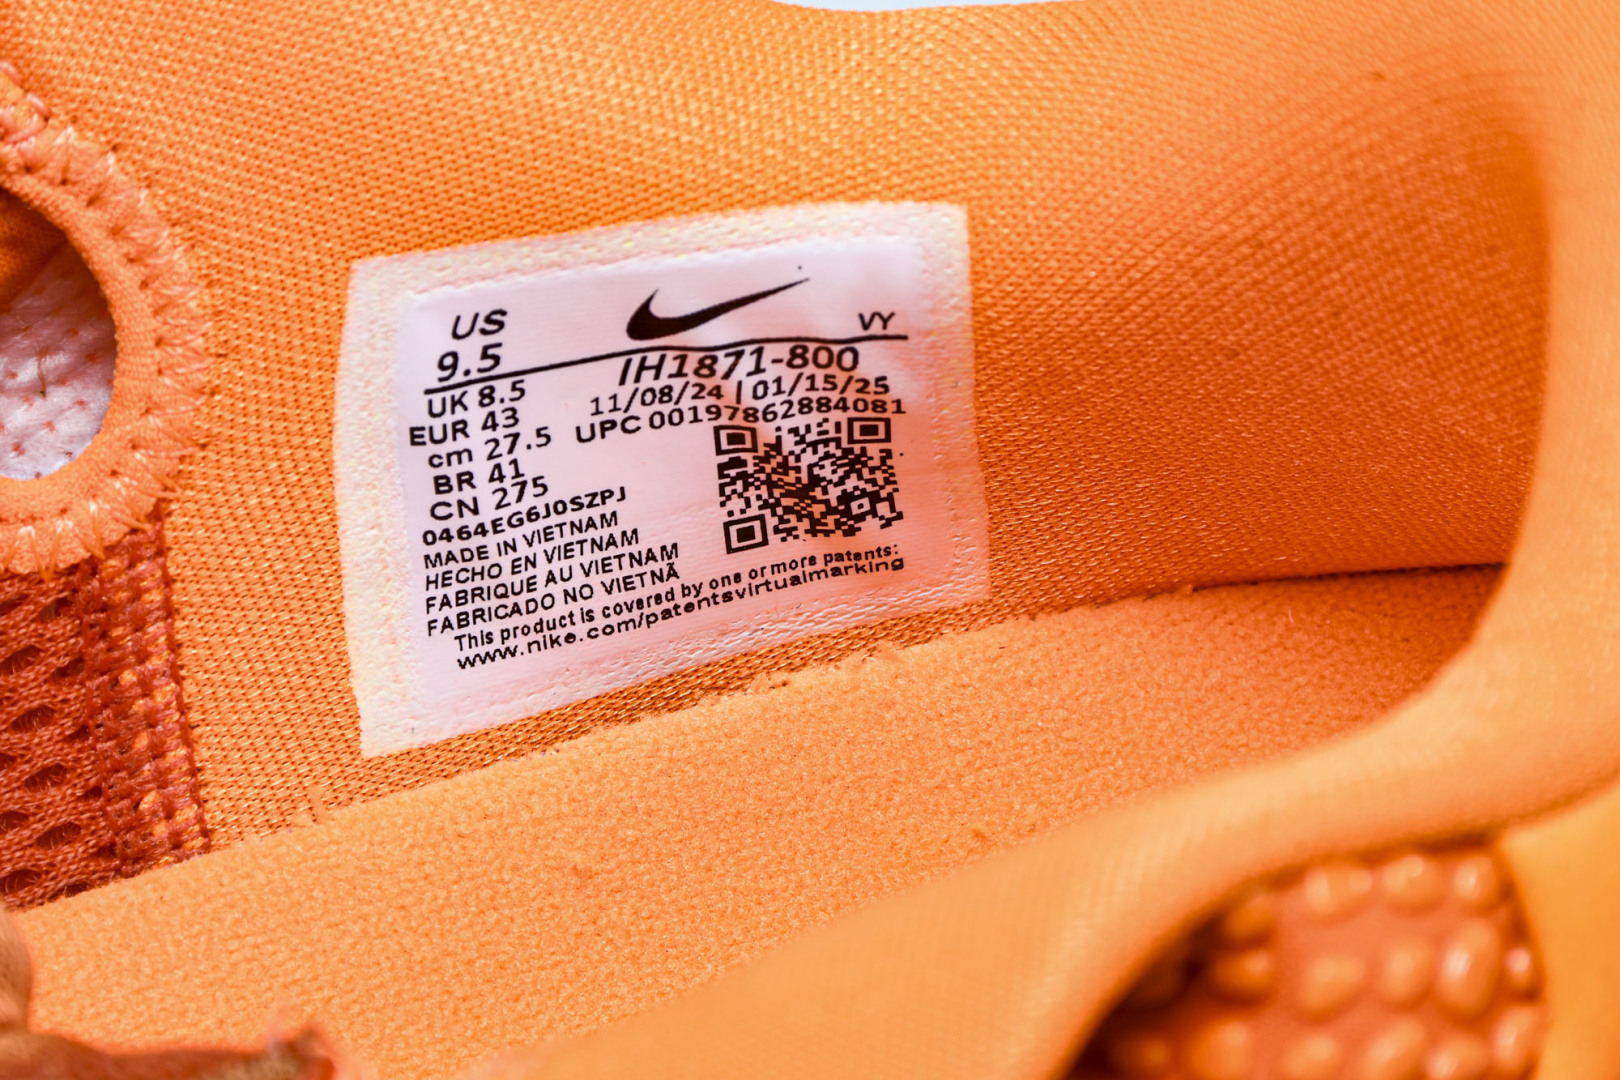 US
VY
9.5
IH1871-800
UK 8.5
11/08/24 | 01/15/25
EUR 43
UPC 00197862884081
cm 27.5
BR 41
CN 275
0464EG6J0SZPJ
MADE IN VIETNAM
HECHO EN VIETNAM
FABRIQUE AU VIETNAM
FABRICADO NO VIETNÃ
This product is covered by one or more patents:
www.nike.com/patentsvirtualmarking